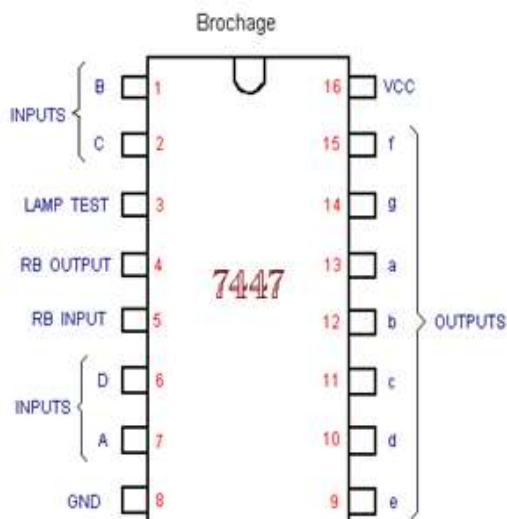 Brochage
B 1 16 VCC
INPUTS
C 2 15 f
LAMP TEST 3 14 g
RB OUTPUT 4 13 a
7447
RB INPUT 5 12 b OUTPUTS
D 6 11 c
INPUTS
A 7 10 d
GND 8 9 e